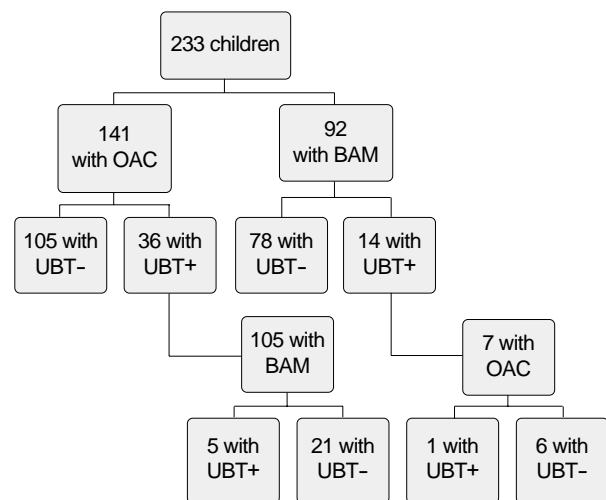 233 children
141
with OAC
92
with BAM
105 with
UBT-
36 with
UBT+
78 with
UBT-
14 with
UBT+
105 with
BAM
7 with
OAC
5 with
UBT+
21 with
UBT-
1 with
UBT+
6 with
UBT-